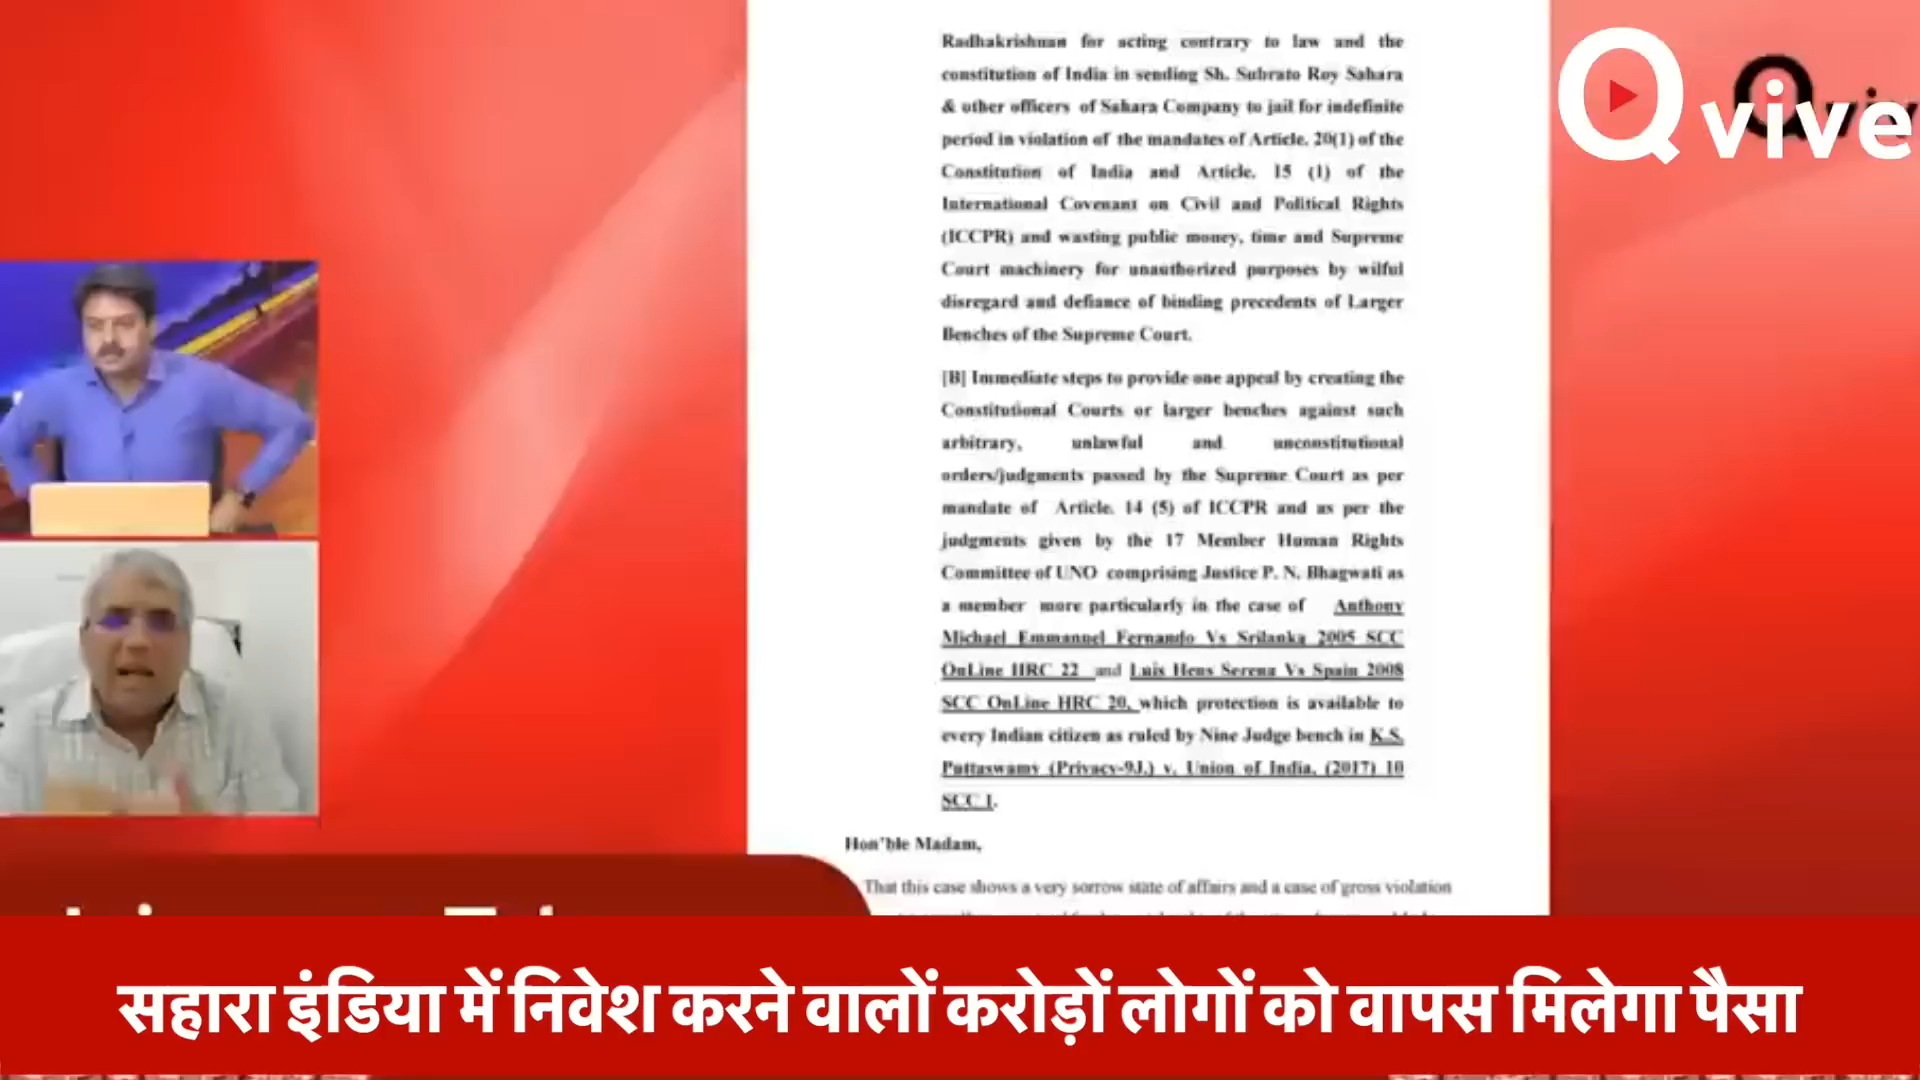 Radhakrishnan for acting contrary to law and the
constitution of India in sending Sh. Subrato Roy Sahara
& other officers of Sahara Company to jail for indefinite
period in violation of the mandates of Article. 20(1) of the
Constitution of India and Article. 15 (1) of the
International Covenant on Civil and Political Rights
(ICCPR) and wasting public money, time and Supreme
Court machinery for unauthorized purposes by wilful
disregard and defiance of binding precedents of Larger
Benches of the Supreme Court.
[B] Immediate steps to provide one appeal by creating the
Constitutional Courts or larger benches against such
arbitrary, unlawful and unconstitutional
orders/judgments passed by the Supreme Court as per
mandate of Article. 14 (5) of ICCPR and as per the
judgments given by the 17 Member Human Rights
Committee of UNO comprising Justice P. N. Bhagwati as
a member more particularly in the case of Anthony
Michael Emmanuel Fernando Vs Srilanka 2005 SCC
OnLine HRC 22 and Luis Hens Serena Vs Spain 2008
SCC OnLine HRC 20, which protection is available to
every Indian citizen as ruled by Nine Judge bench in K.S.
Puttaswamy (Privacy-9J.) v. Union of India, (2017) 10
SCC 1.
Hon'ble Madam,
That this case shows a very sorrow state of affairs and a case of gross violation
Qvive
सहारा इंडिया में निवेश करने वालों करोड़ों लोगों को वापस मिलेगा पैसा